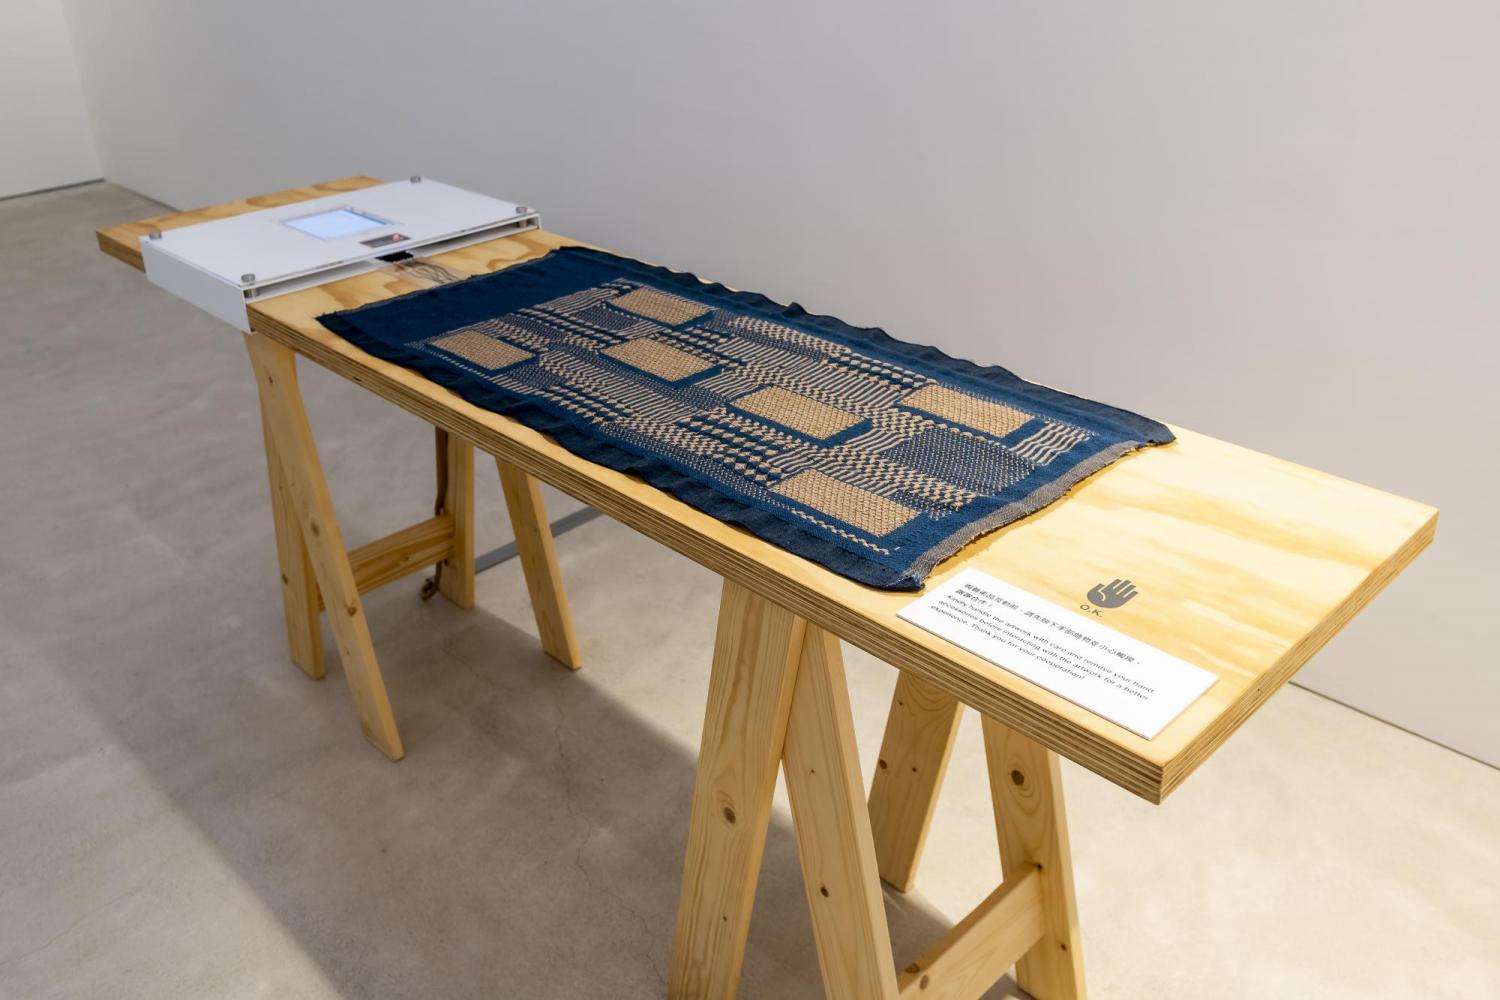 O.K.
與藝術品互動前，請先脫下手部飾物並小心觸摸，
謝謝合作！
Kindly handle the artwork with care and remove your hand
accessories before interacting with the artwork for a better
experience. Thank you for your cooperation!